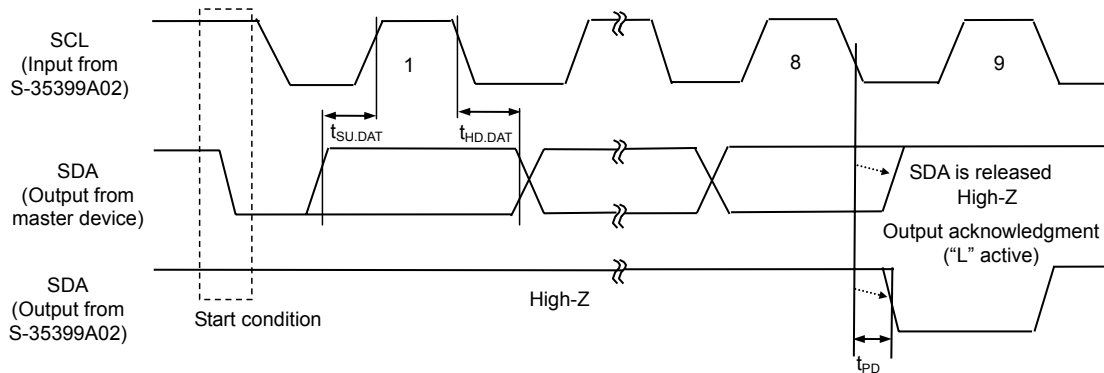 SCL
(Input from
S-35399A02)
1
8
9
tSU.DAT
tHD.DAT
SDA
(Output from
master device)
SDA is released
High-Z
Output acknowledgment
("L" active)
SDA
(Output from
S-35399A02)
High-Z
Start condition
tPD